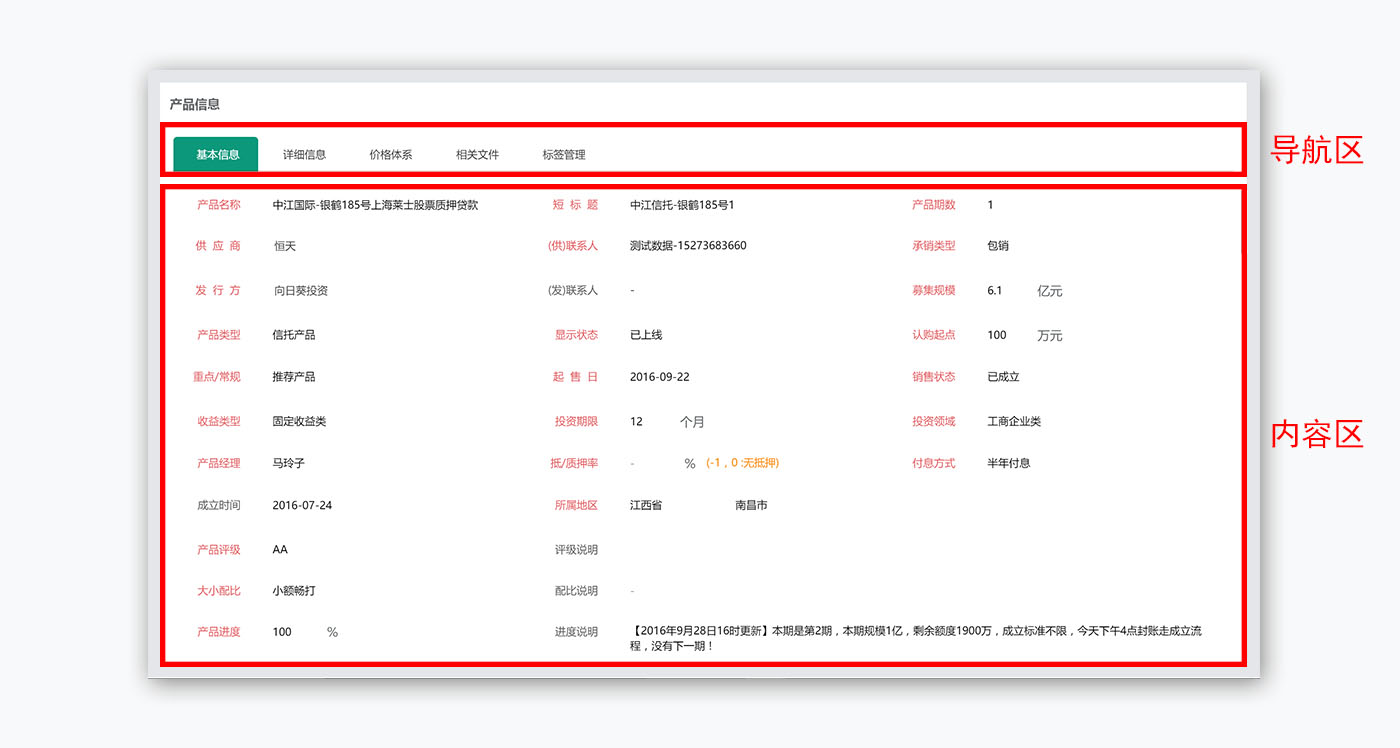 产品信息
基本信息 详细信息 价格体系 相关文件 标签管理
导航区
产品名称 中江国际-银鹤185号上海莱士股票质押贷款 短标题 中江信托-银鹤185号1 产品期数 1
供应商 恒天 (供)联系人 测试数据-15273683660 承销类型 包销
发行方 向日葵投资 (发)联系人 - 募集规模 6.1 亿元
产品类型 信托产品 显示状态 已上线 认购起点 100 万元
重点/常规 推荐产品 起售日 2016-09-22 销售状态 已成立
收益类型 固定收益类 投资期限 12 个月 投资领域 工商企业类
内容区
产品经理 马玲子 抵/质押率 - % (-1，0 :无抵押) 付息方式 半年付息
成立时间 2016-07-24 所属地区 江西省 南昌市
产品评级 AA 评级说明
大小配比 小额畅打 配比说明 -
产品进度 100 % 进度说明 【2016年9月28日16时更新】本期是第2期，本期规模1亿，剩余额度1900万，成立标准不限，今天下午4点封账走成立流
程，没有下一期！